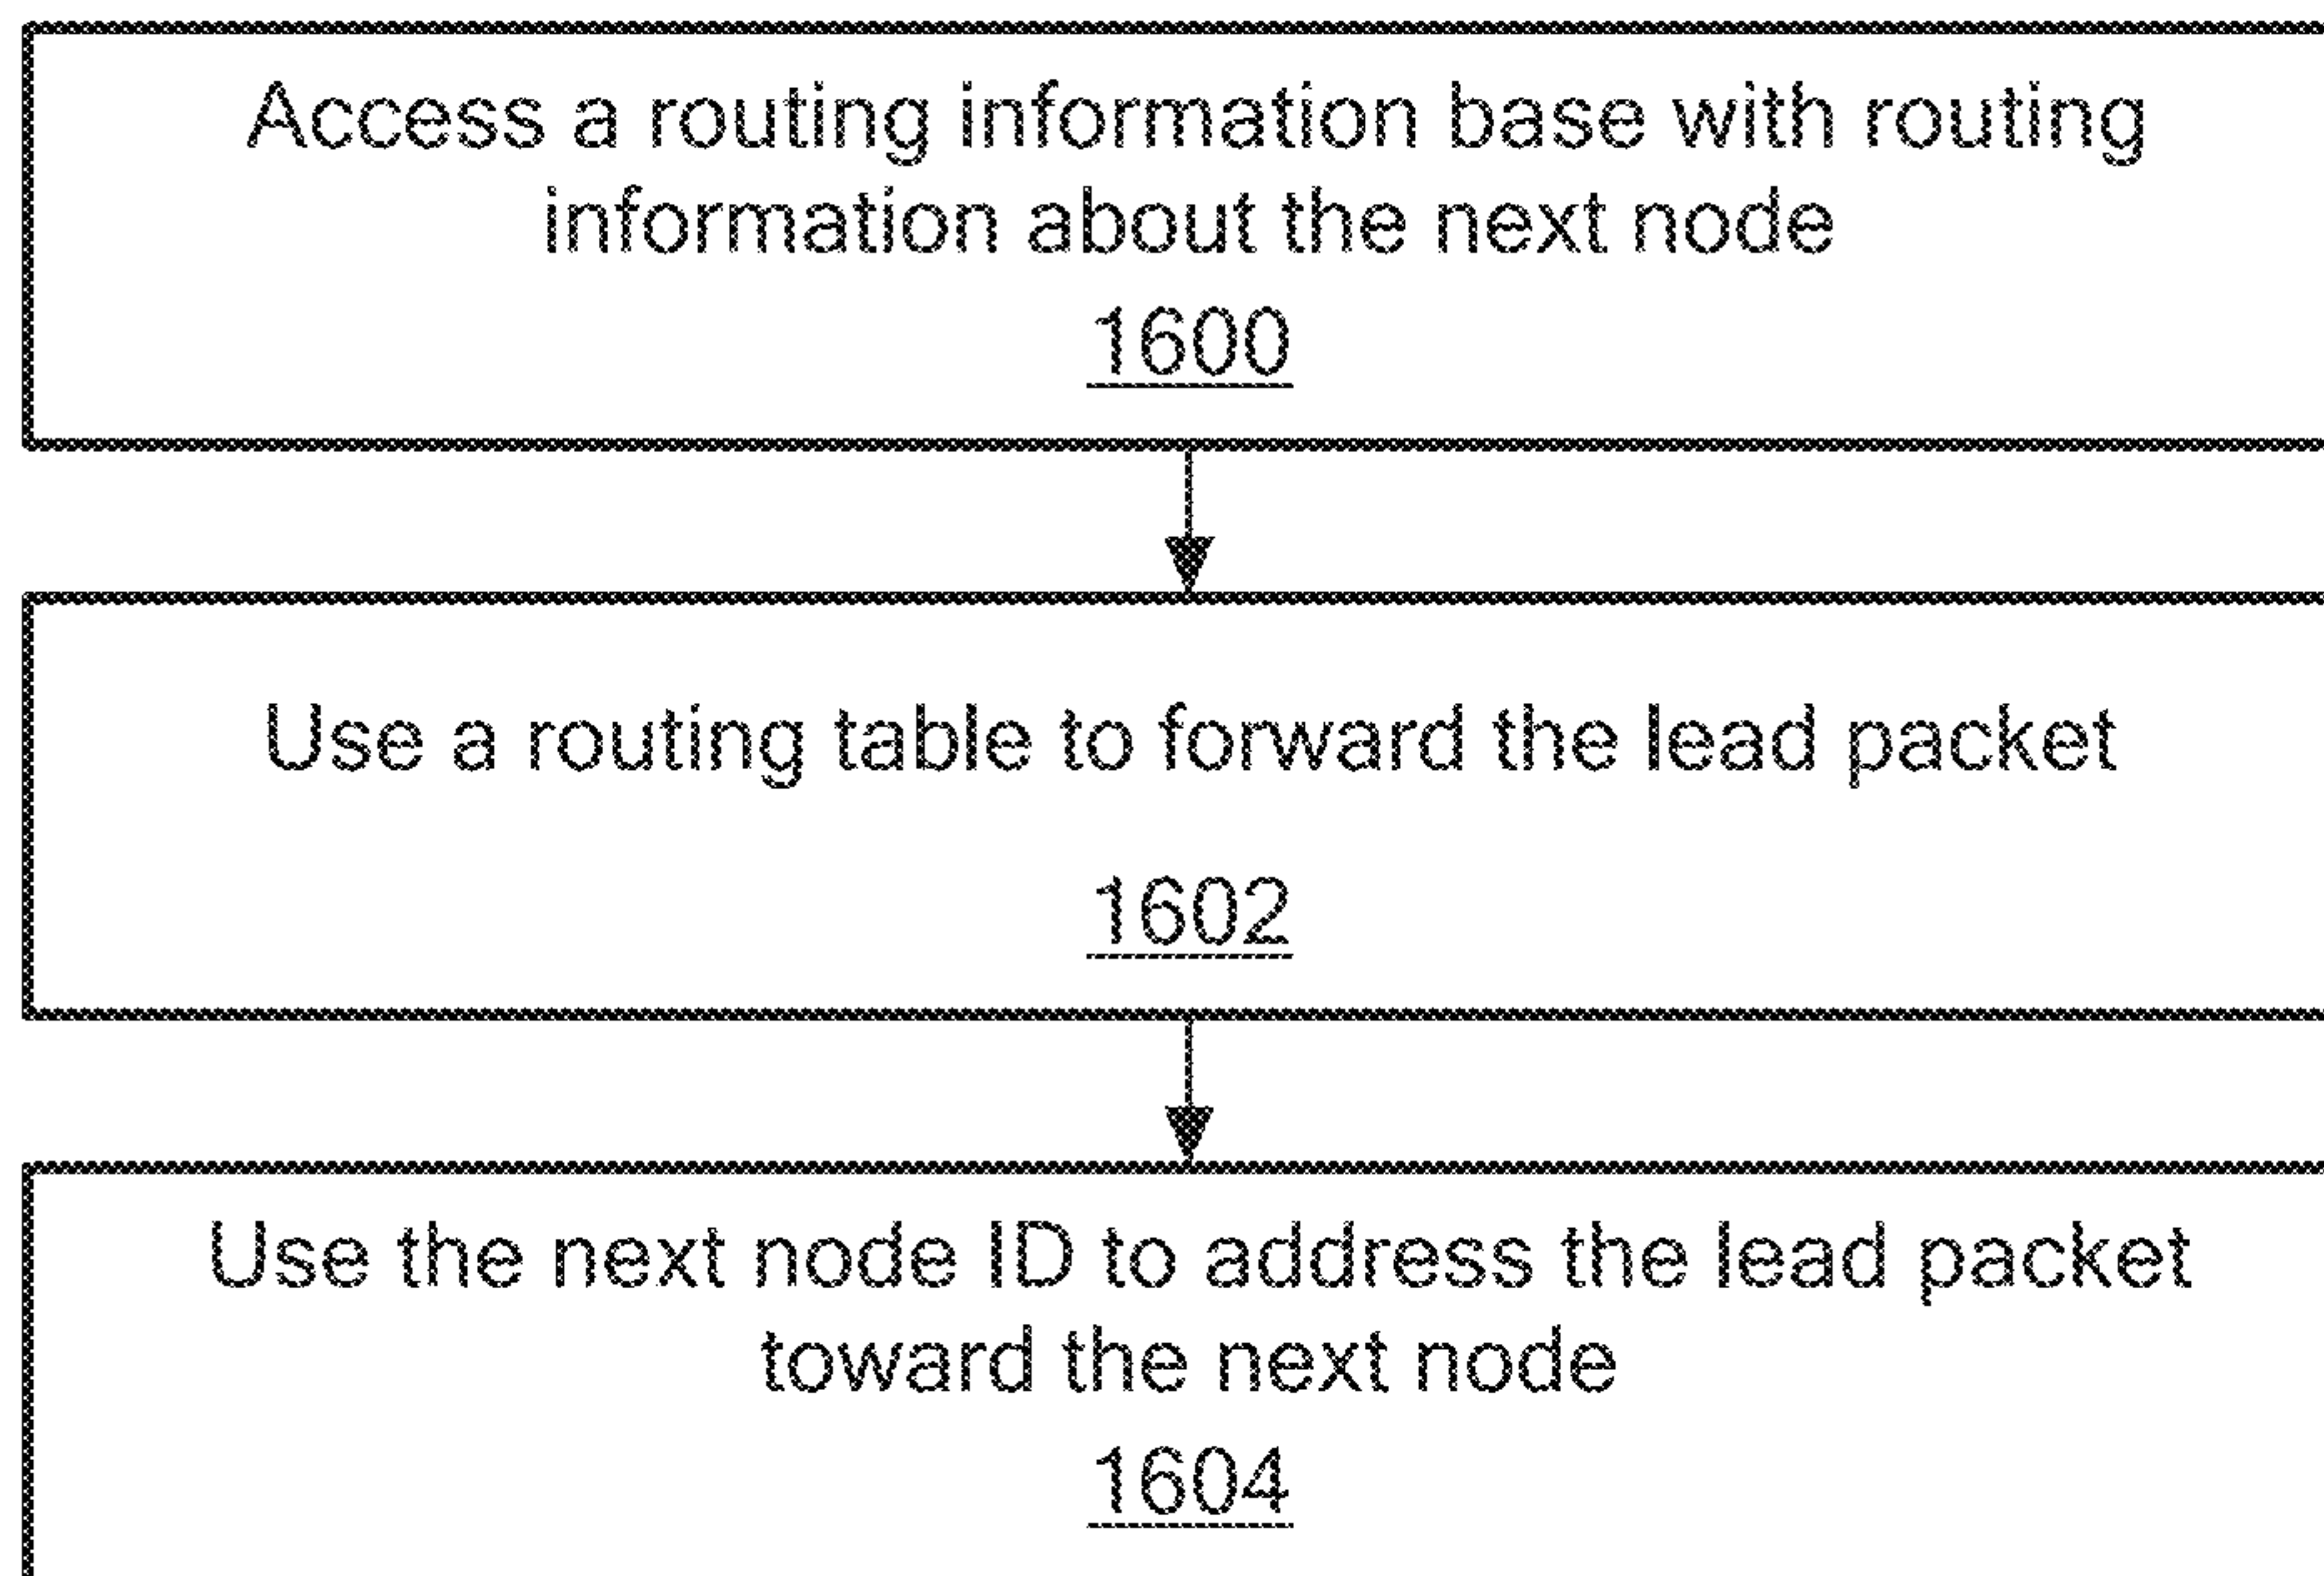 Access a routing information base with routing
information about the next node
1600
Use a routing table to forward the lead packet
1602
Use the next node ID to address the lead packet
toward the next node
1604